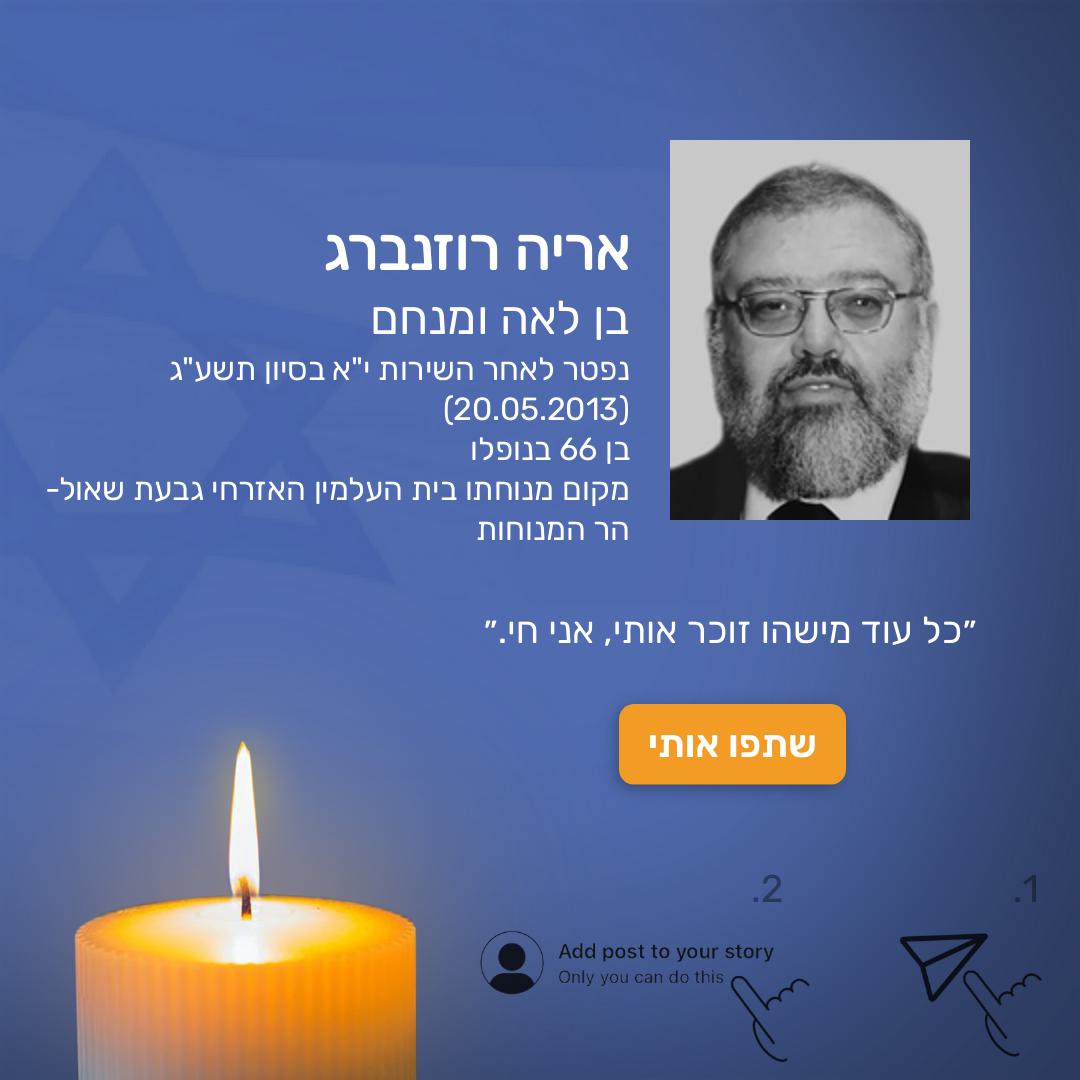 אריה רוזנברג
בן לאה ומנחם
נפטר לאחר השירות י"א בסיון תשע"ג
(20.05.2013)
בן 66 בנופלו
מקום מנוחתו בית העלמין האזרחי גבעת שאול-
הר המנוחות
״כל עוד מישהו זוכר אותי, אני חי.״
שתפו אותי
1.
2.
Add post to your story
Only you can do this